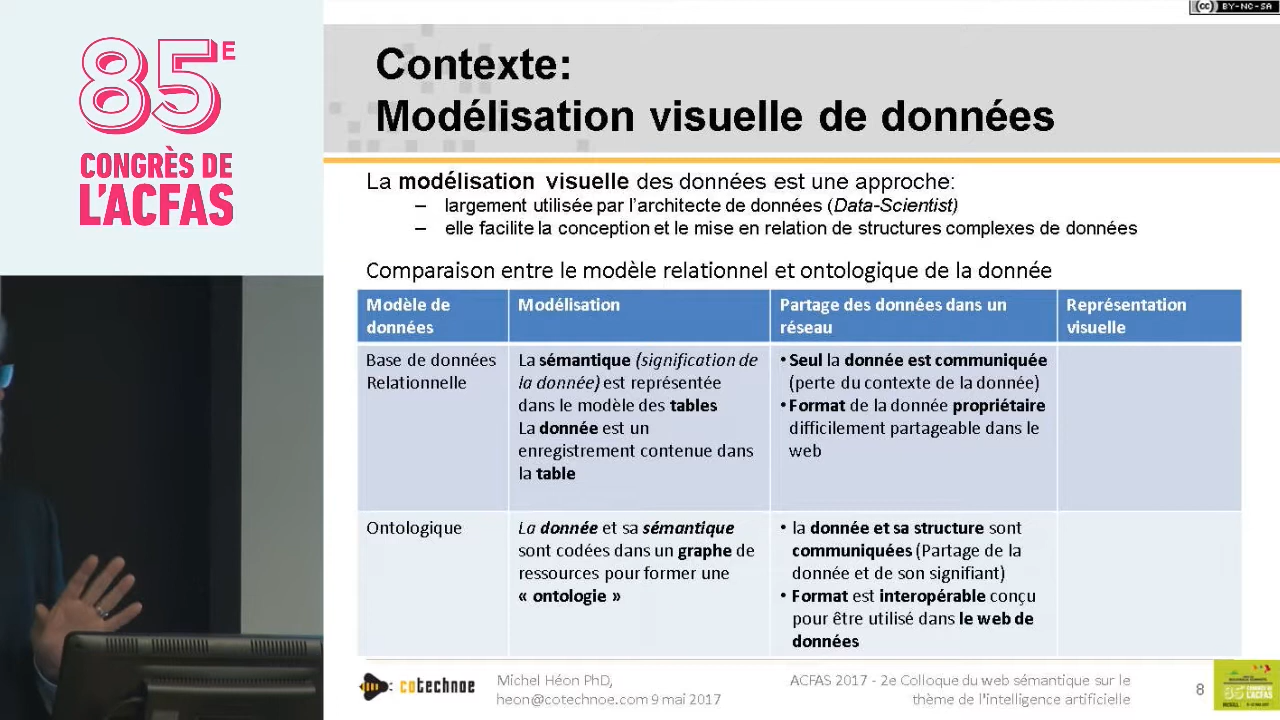 BY-NC-SA
85E
CONGRÈS DE
L'ACFAS
Contexte:
Modélisation visuelle de données
La modélisation visuelle des données est une approche:
– largement utilisée par l'architecte de données (Data-Scientist)
– elle facilite la conception et le mise en relation de structures complexes de données
Comparaison entre le modèle relationnel et ontologique de la donnée
Modèle de
données
Modélisation
Partage des données dans un
réseau
Représentation
visuelle
Base de données
Relationnelle
La sémantique (signification de
la donnée) est représentée
dans le modèle des tables
La donnée est un
enregistrement contenue dans
la table
• Seul la donnée est communiquée
(perte du contexte de la donnée)
• Format de la donnée propriétaire
difficilement partageable dans le
web
Ontologique
La donnée et sa sémantique
sont codées dans un graphe de
ressources pour former une
« ontologie »
• la donnée et sa structure sont
communiquées (Partage de la
donnée et de son signifiant)
• Format est interopérable conçu
pour être utilisé dans le web de
données
cotechnoe
Michel Héon PhD,
heon@cotechnoe.com 9 mai 2017
ACFAS 2017 - 2e Colloque du web sémantique sur le
thème de l'intelligence artificielle
8